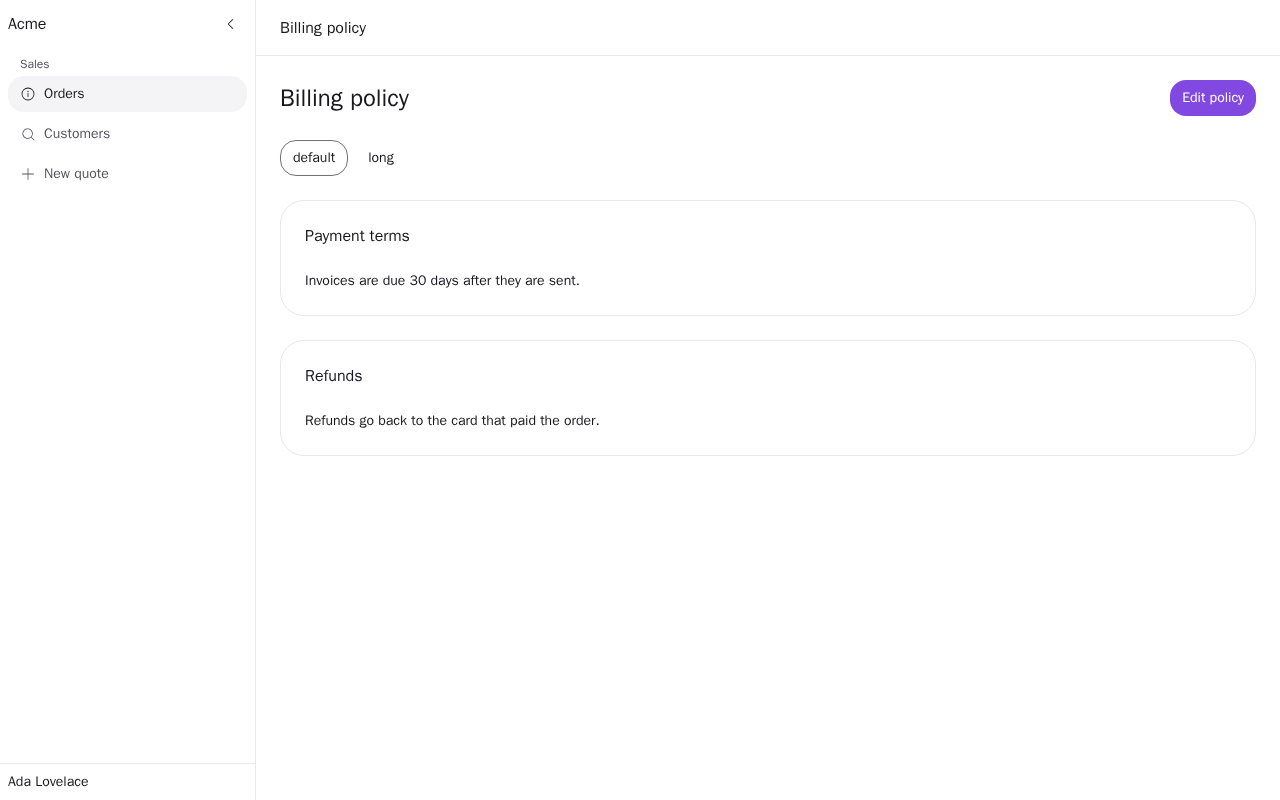 Acme
Sales
Orders
Customers
New quote
Ada Lovelace
Billing policy
Billing policy
Edit policy
default
long
Payment terms
Invoices are due 30 days after they are sent.
Refunds
Refunds go back to the card that paid the order.